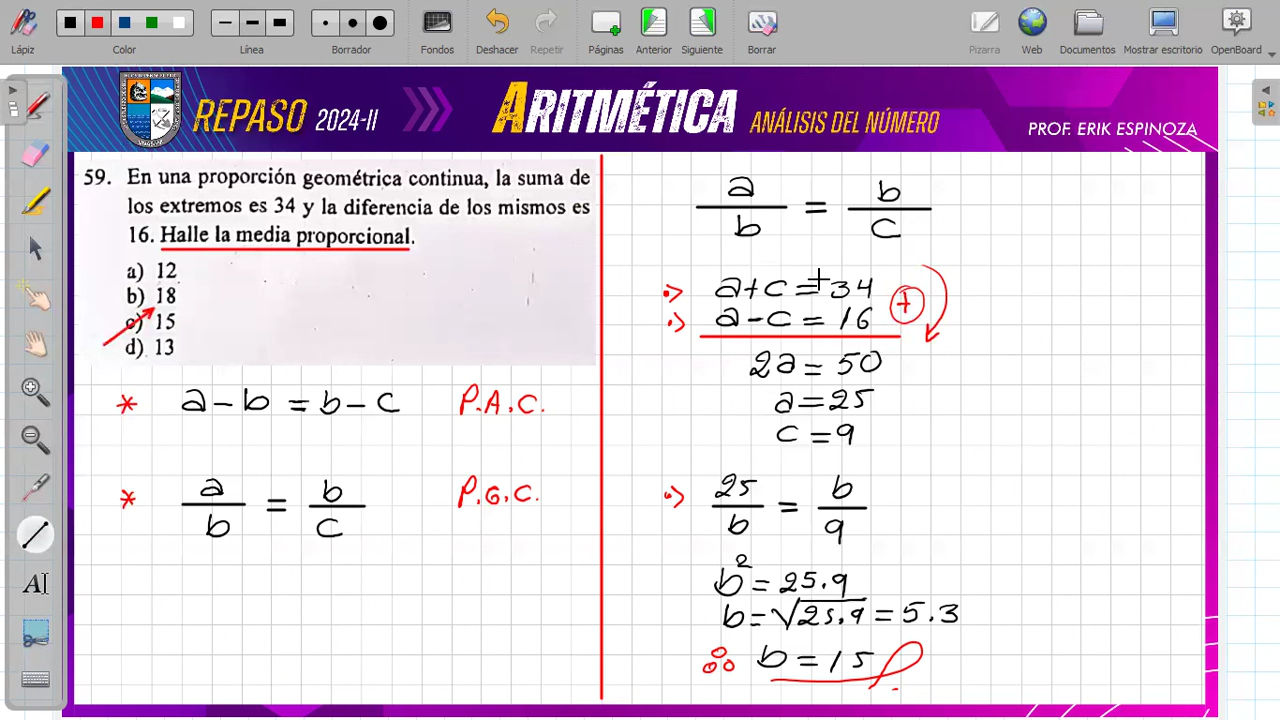 Lápiz
Color
Línea
Borrador
Fondos
Deshacer
Repetir
Páginas
Anterior
Siguiente
Borrar
Pizarra
Web
Documentos
Mostrar escritorio
OpenBoard
REPASO 2024-II
ARITMÉTICA ANÁLISIS DEL NÚMERO
PROF. ERIK ESPINOZA
59. En una proporción geométrica continua, la suma de
los extremos es 34 y la diferencia de los mismos es
16. Halle la media proporcional.
a) 12
b) 18
c) 15
d) 13
* a - b = b - c P.A.C.
* a/b = b/c P.G.C.
a/b = b/c
a + c = 34
a - c = 16 +
2a = 50
a = 25
c = 9
25/b = b/9
b² = 25.9
b = √25.9 = 5.3
∴ b = 15
AI